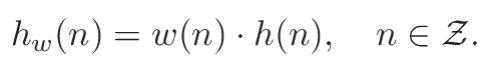 h_w(n) = w(n) · h(n), n ∈ 𝒵.